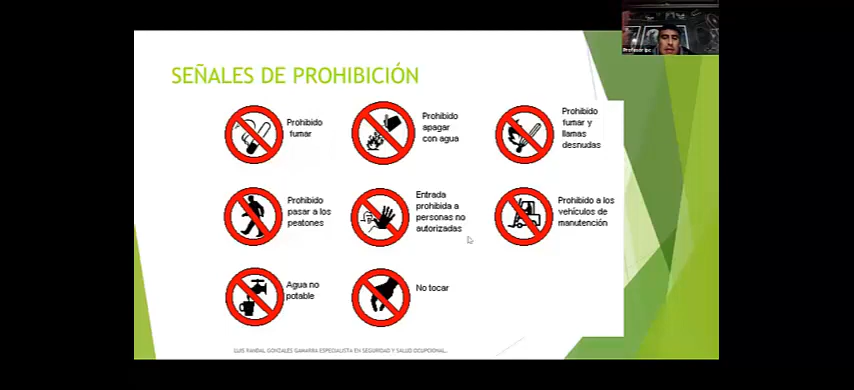 Profesor ipc
SEÑALES DE PROHIBICIÓN
Prohibido
fumar
Prohibido
apagar
con agua
Prohibido
fumar y
llamas
desnudas
Prohibido
pasar a los
peatones
Entrada
prohibida a
personas no
autorizadas
Prohibido a los
vehículos de
manutención
Agua no
potable
No tocar
LUIS RANDAL GONZALES GAMARRA ESPECIALISTA EN SEGURIDAD Y SALUD OCUPACIONAL.